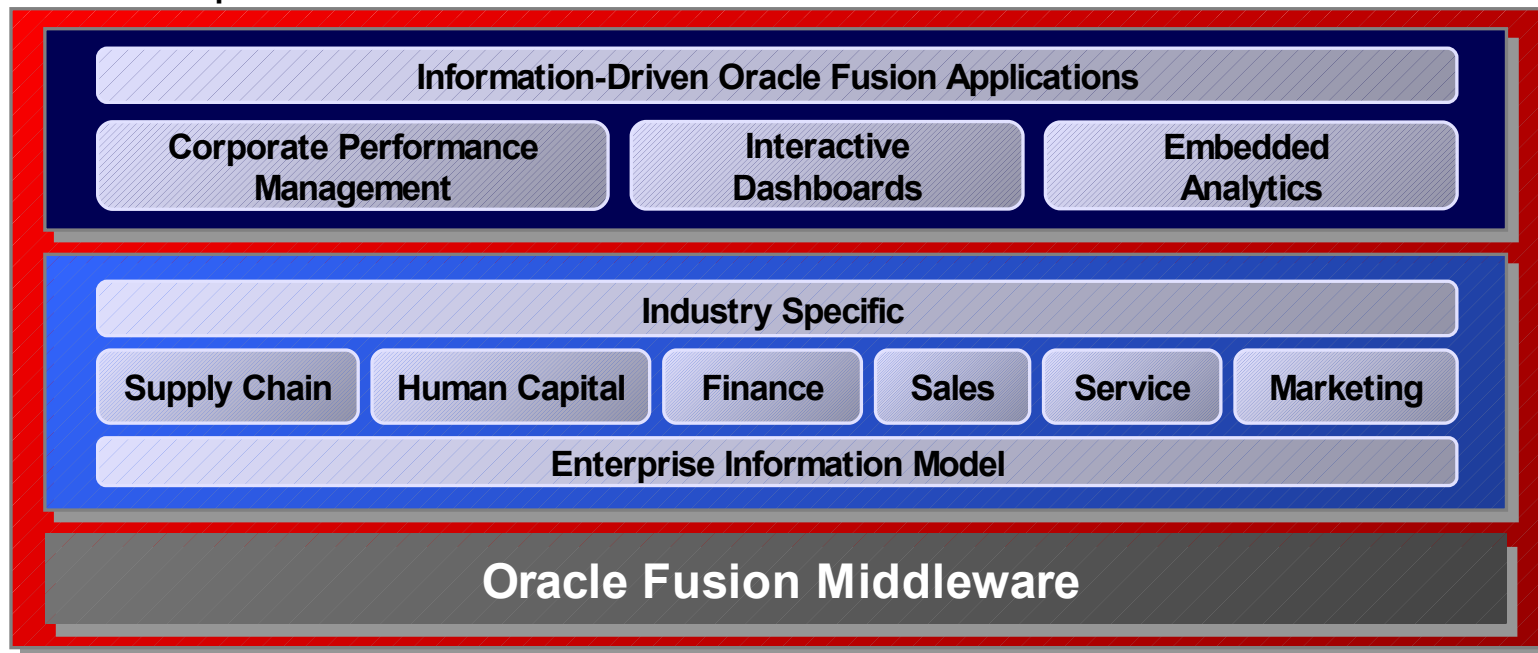 Information-Driven Oracle Fusion Applications
Corporate Performance
Management
Interactive
Dashboards
Embedded
Analytics
Industry Specific
Supply Chain
Human Capital
Finance
Sales
Service
Marketing
Enterprise Information Model
Oracle Fusion Middleware